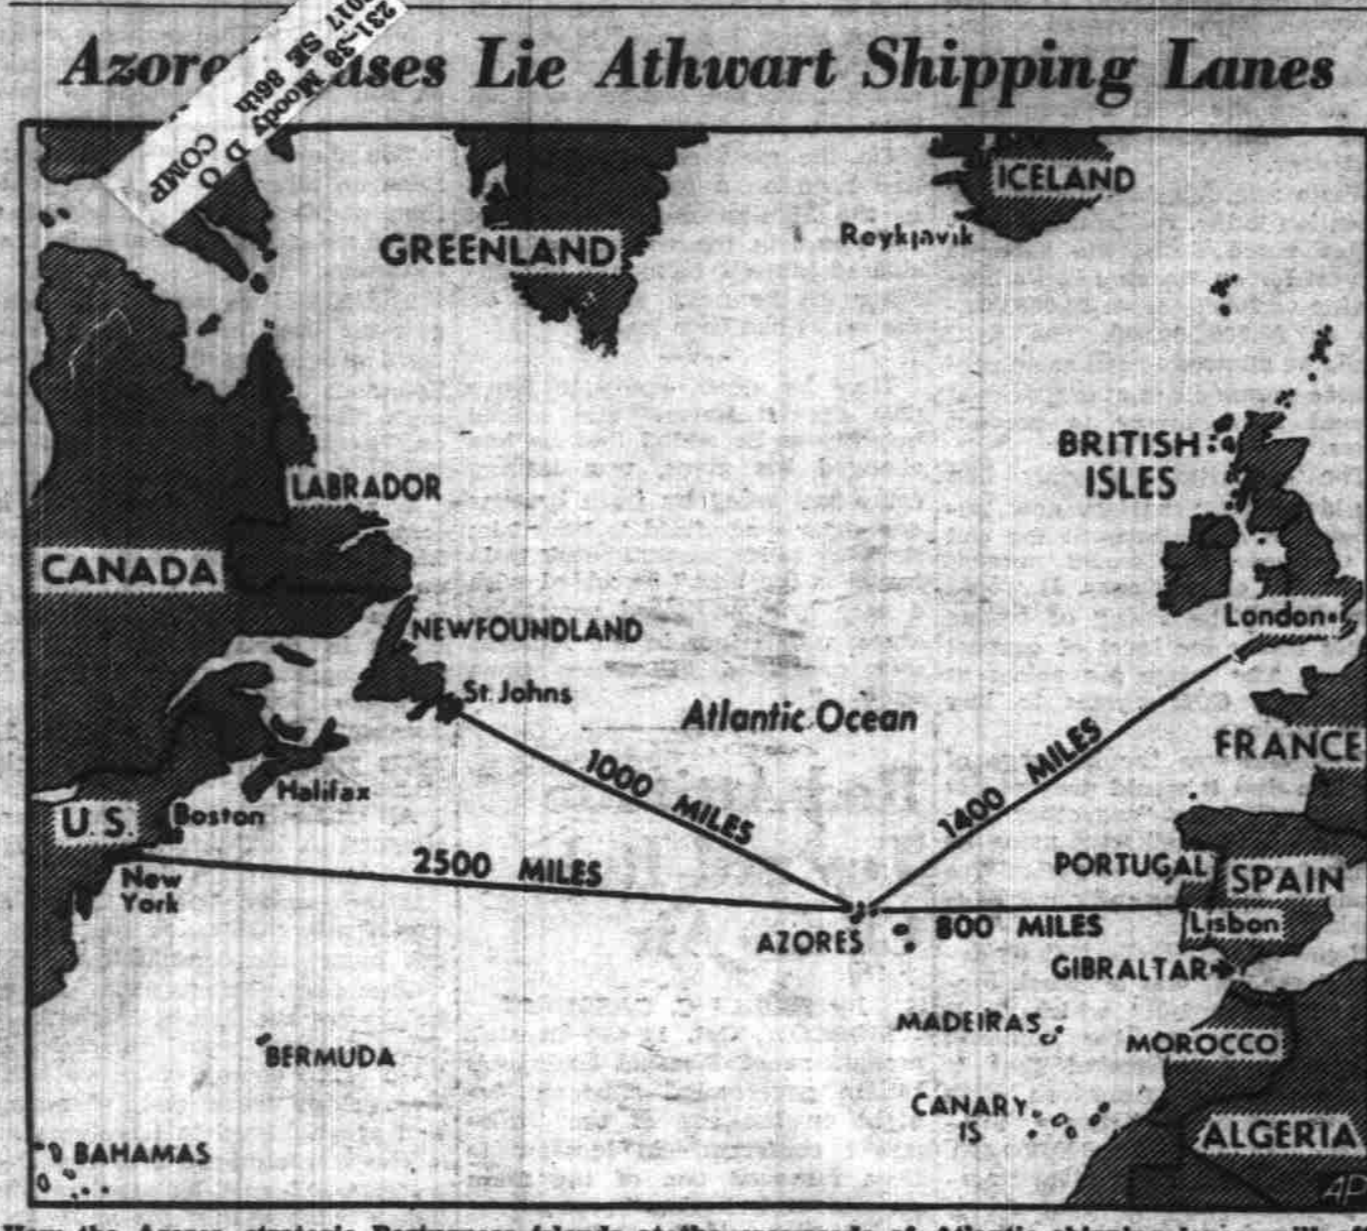 Azores Bases Lie Athwart Shipping Lanes
231-38 Moody D O
2017 SE 86th
COMP
ICELAND
Reykjavik
GREENLAND
BRITISH
ISLES
LABRADOR
CANADA
London
NEWFOUNDLAND
St. Johns
Atlantic Ocean
FRANCE
1000 MILES
1400 MILES
Halifax
U. S.
Boston
2500 MILES
New
York
PORTUGAL
SPAIN
AZORES
800 MILES
Lisbon
GIBRALTAR
MADEIRAS
MOROCCO
BERMUDA
CANARY
IS
ALGERIA
BAHAMAS
AP